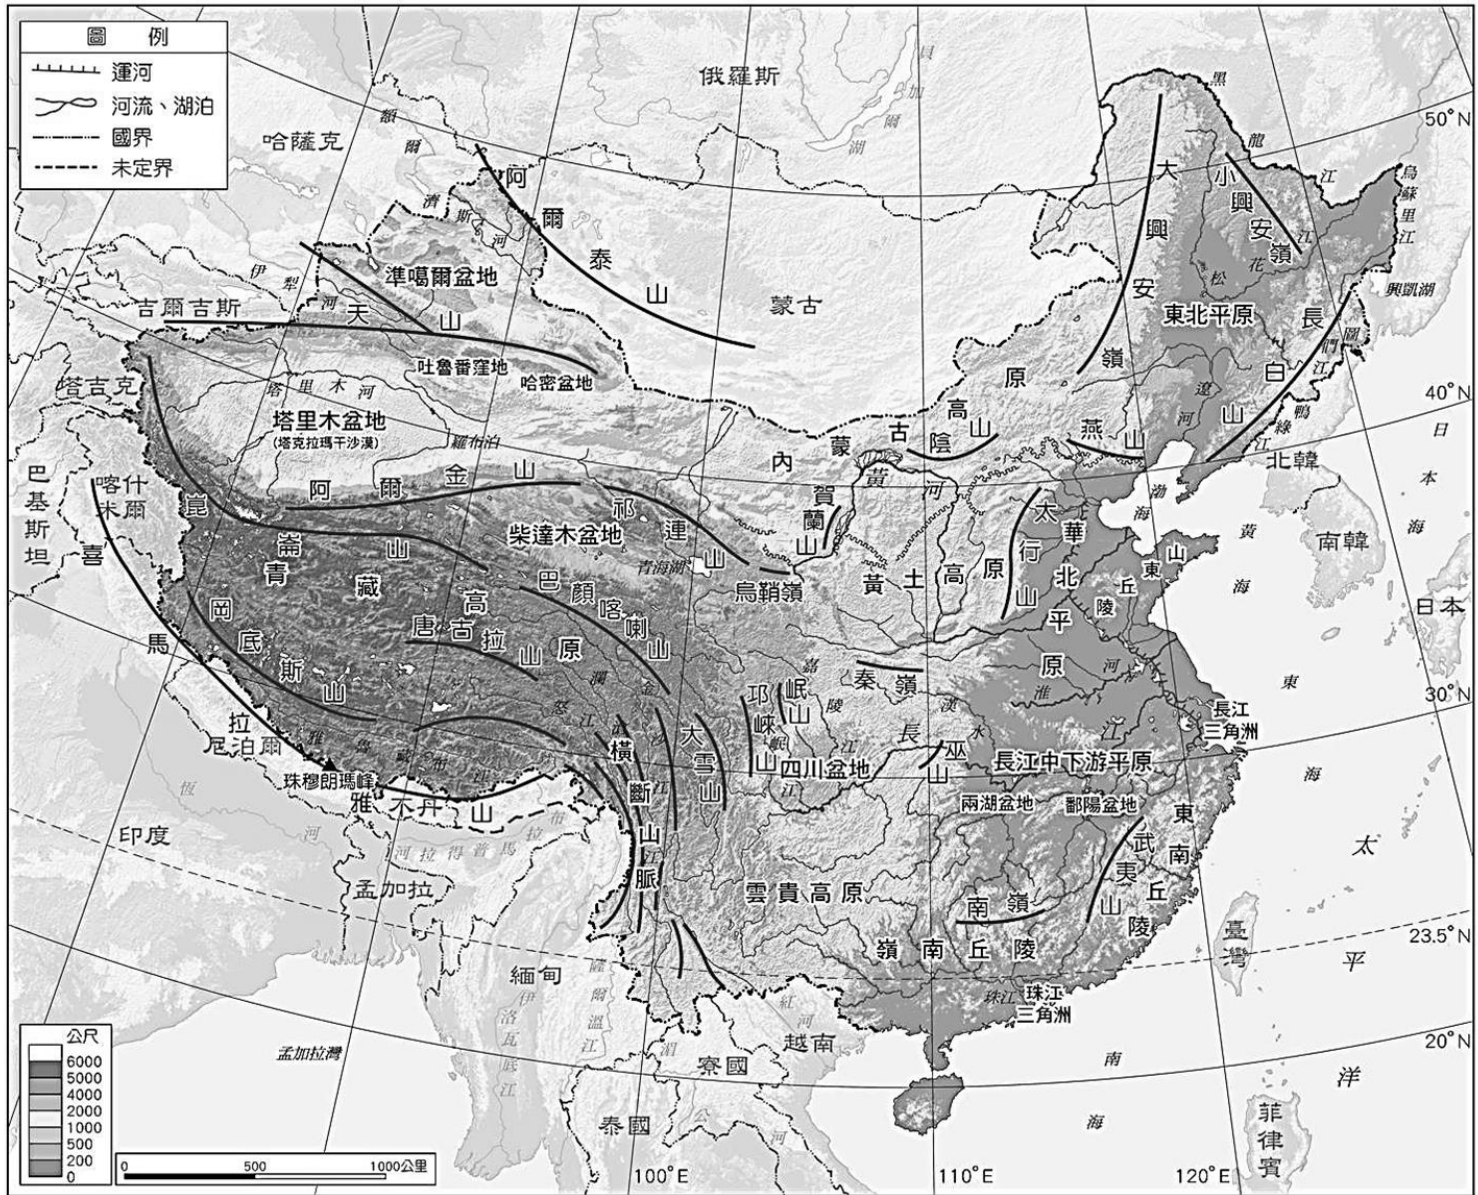 圖 例
運河
河流、湖泊
國界
未定界
俄羅斯
貝加爾湖
哈薩克
額爾濟斯河
阿爾泰山
蒙古
黑龍江
烏蘇里江
大興安嶺
小興安嶺
松花江
興凱湖
50°N
準噶爾盆地
伊犁河
吉爾吉斯
天山
吐魯番窪地
哈密盆地
東北平原
長白山
圖們江
鴨綠江
遼河
40°N
塔吉克
塔里木河
塔里木盆地
(塔克拉瑪干沙漠)
羅布泊
內蒙古高原
陰山
燕山
北韓
日本海
巴基斯坦
喀什米爾
阿爾金山
祁連山
賀蘭山
黃河
渤海
黃海
南韓
崑崙山
柴達木盆地
青海湖
烏鞘嶺
黃土高原
太行山
華北平原
山東丘陵
日本
喜馬拉雅山
青藏高原
岡底斯山
唐古拉山
巴顏喀喇山
瀾
金沙江
怒江
秦嶺
嘉陵江
漢水
淮河
東海
30°N
尼泊爾
雅魯藏布江
橫斷山脈
大雪山
邛崍山
岷山
岷江
四川盆地
長江
巫山
長江中下游平原
長江
三角洲
珠穆朗瑪峰
不丹
恆河
印度
布拉馬普得拉河
孟加拉
兩湖盆地
鄱陽盆地
武夷山
東南丘陵
雲貴高原
南嶺
嶺南丘陵
太平洋
臺灣
23.5°N
緬甸
薩爾溫江
伊洛瓦底江
紅河
珠江
珠江
三角洲
越南
寮國
湄公河
泰國
孟加拉灣
南海
20°N
菲律賓
公尺
6000
5000
4000
2000
1000
500
200
0
0 500 1000公里
100°E
110°E
120°E